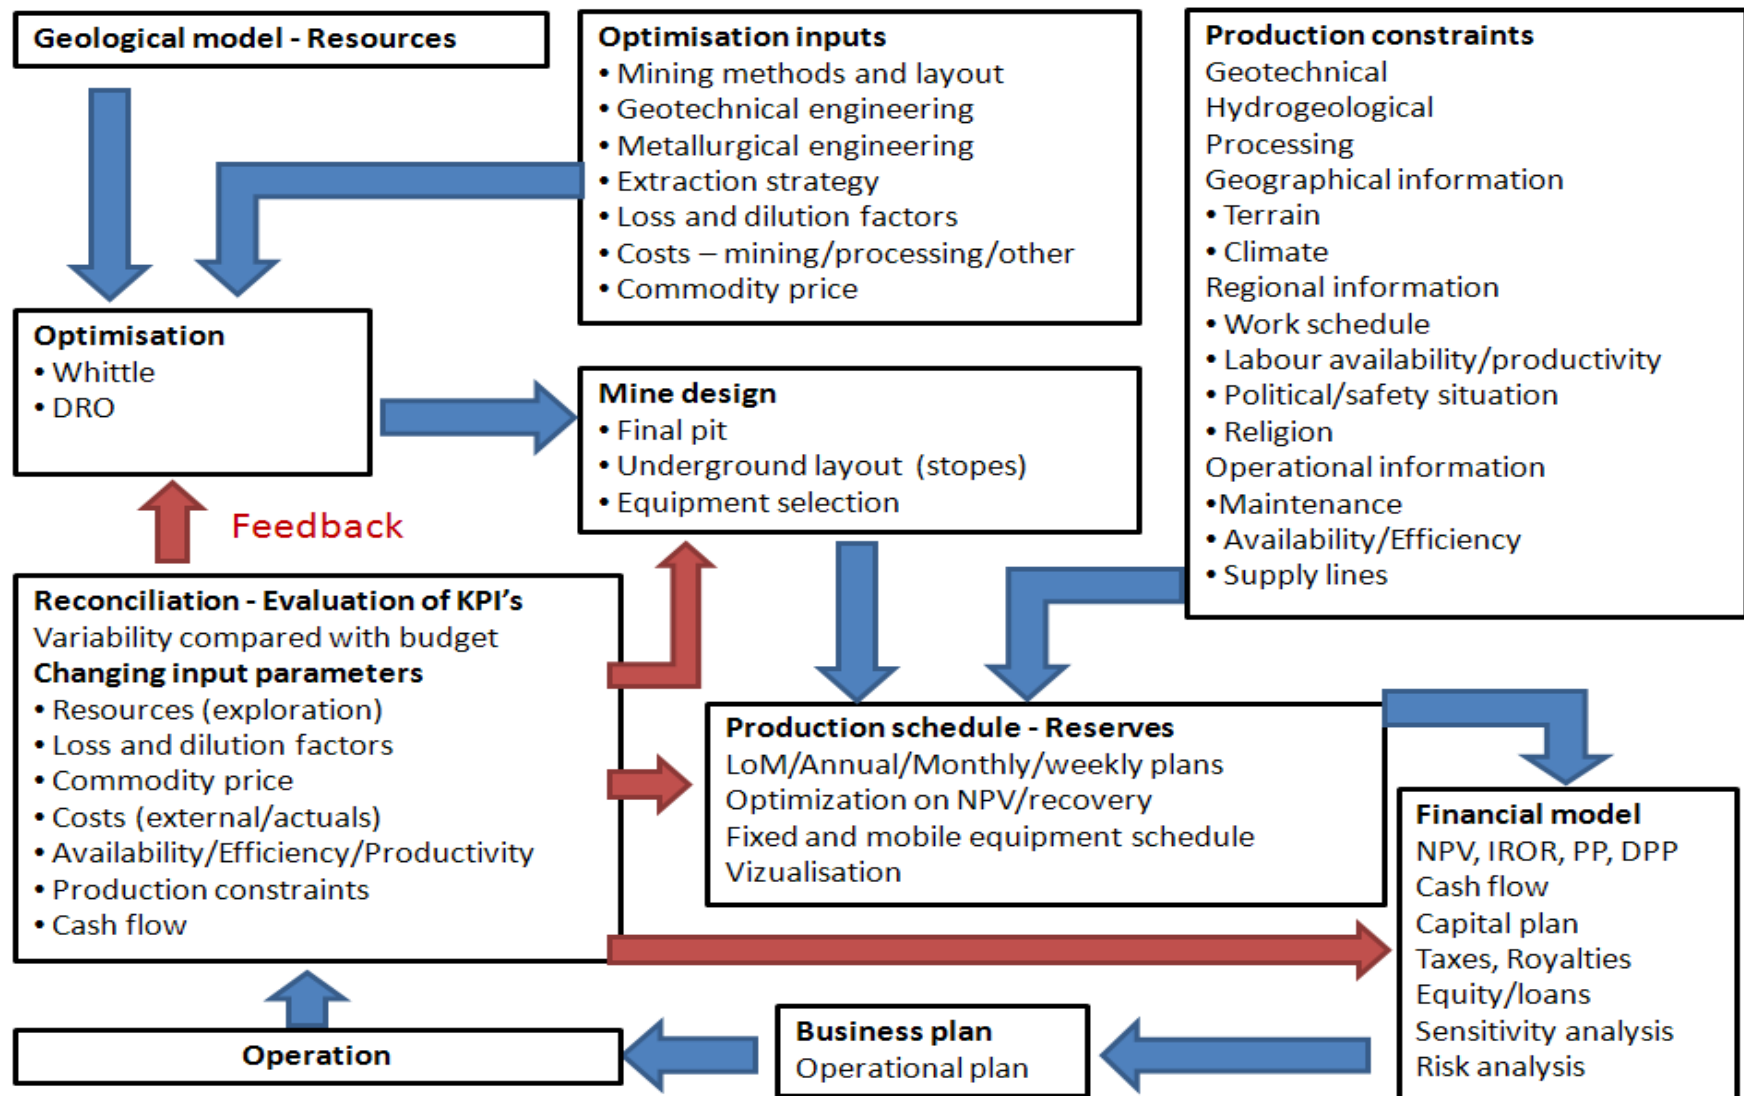 Geological model - Resources
Optimisation inputs
• Mining methods and layout
• Geotechnical engineering
• Metallurgical engineering
• Extraction strategy
• Loss and dilution factors
• Costs – mining/processing/other
• Commodity price
Production constraints
Geotechnical
Hydrogeological
Processing
Geographical information
• Terrain
• Climate
Regional information
• Work schedule
• Labour availability/productivity
• Political/safety situation
• Religion
Operational information
•Maintenance
• Availability/Efficiency
• Supply lines
Optimisation
• Whittle
• DRO
Mine design
• Final pit
• Underground layout (stopes)
• Equipment selection
Feedback
Reconciliation - Evaluation of KPI's
Variability compared with budget
Changing input parameters
• Resources (exploration)
• Loss and dilution factors
• Commodity price
• Costs (external/actuals)
• Availability/Efficiency/Productivity
• Production constraints
• Cash flow
Production schedule - Reserves
LoM/Annual/Monthly/weekly plans
Optimization on NPV/recovery
Fixed and mobile equipment schedule
Vizualisation
Financial model
NPV, IROR, PP, DPP
Cash flow
Capital plan
Taxes, Royalties
Equity/loans
Sensitivity analysis
Risk analysis
Business plan
Operational plan
Operation